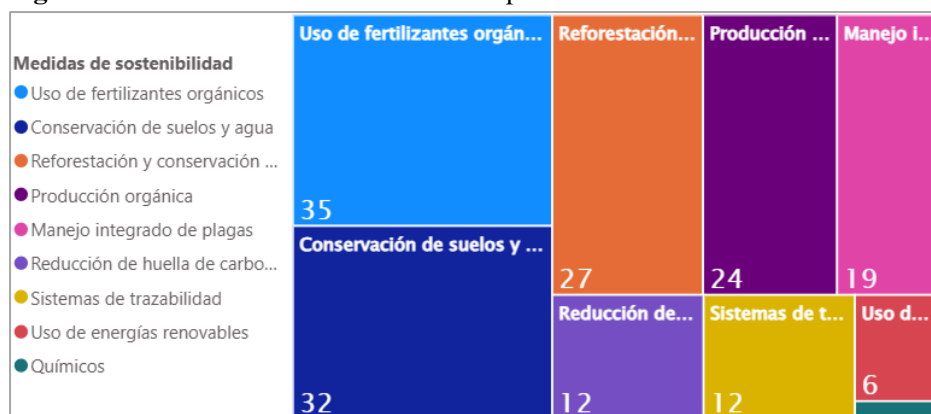 Medidas de sostenibilidad
Uso de fertilizantes orgánicos
Conservación de suelos y agua
Reforestación y conservación ...
Producción orgánica
Manejo integrado de plagas
Reducción de huella de carbo...
Sistemas de trazabilidad
Uso de energías renovables
Químicos
Uso de fertilizantes orgán...
35
Conservación de suelos y ...
32
Reforestación...
27
Producción ...
24
Manejo i...
19
Reducción de...
12
Sistemas de t...
12
Uso d...
6